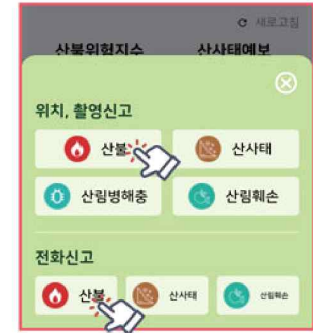 새로고침
산불위험지수 산사태예보
위치, 촬영신고
산불 산사태
산림병해충 산림훼손
전화신고
산불 산사태 산림훼손